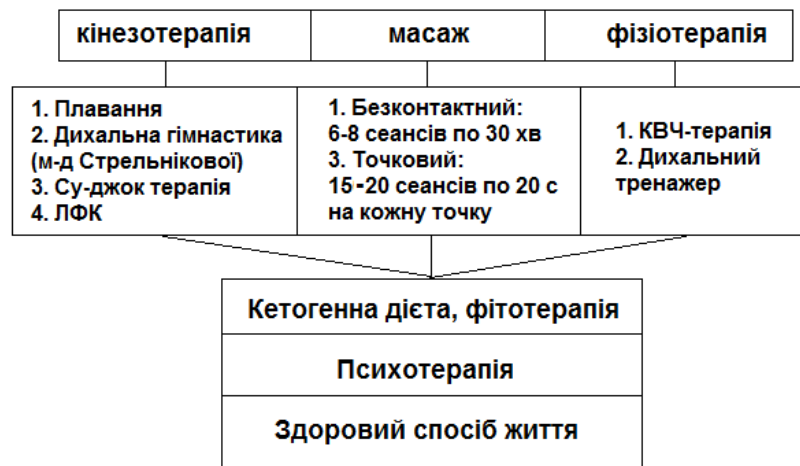 кінезотерапія
масаж
фізіотерапія
1. Плавання
2. Дихальна гімнастика
(м-д Стрельнікової)
3. Су-джок терапія
4. ЛФК
1. Безконтактний:
6-8 сеансів по 30 хв
3. Точковий:
15-20 сеансів по 20 с
на кожну точку
1. КВЧ-терапія
2. Дихальний
тренажер
Кетогенна дієта, фітотерапія
Психотерапія
Здоровий спосіб життя